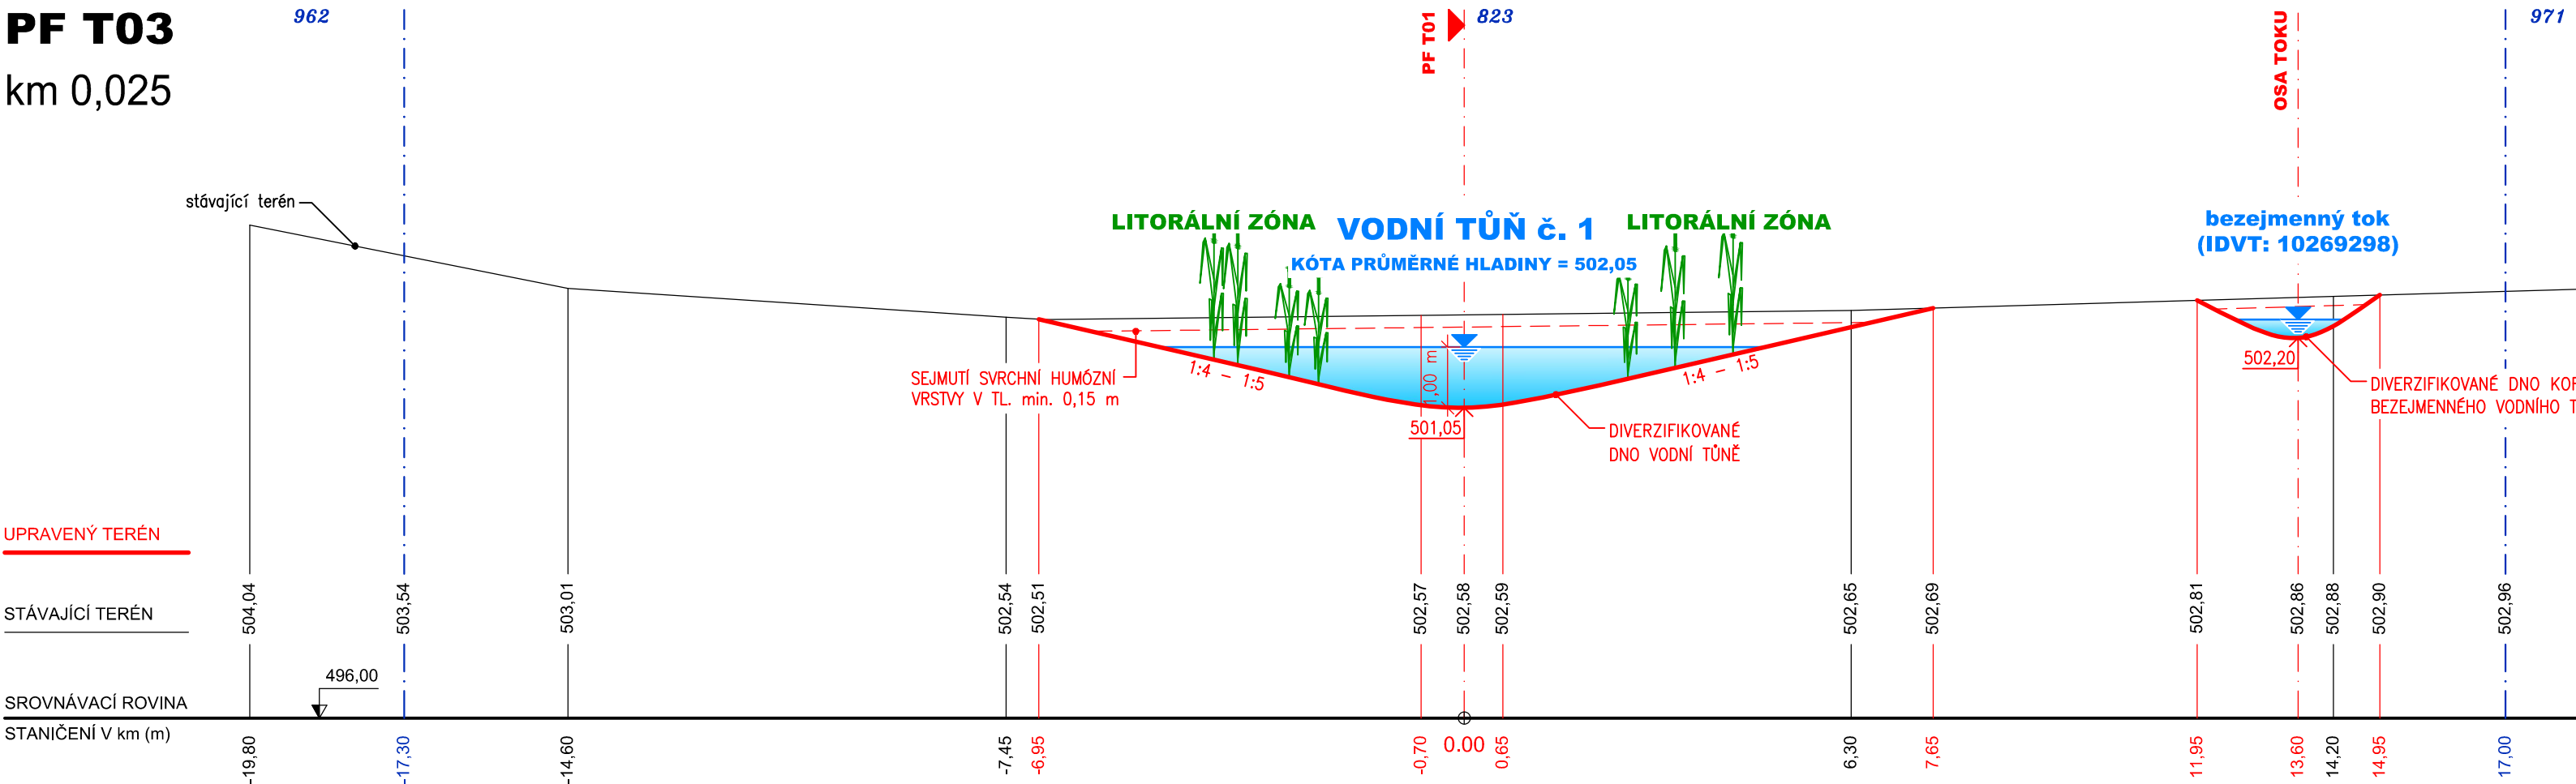 PF T03
km 0,025
962
PF T01
823
OSA TOKU
971
stávající terén
LITORÁLNÍ ZÓNA
VODNÍ TŮŇ č. 1
LITORÁLNÍ ZÓNA
KÓTA PRŮMĚRNÉ HLADINY = 502,05
bezejmenný tok
(IDVT: 10269298)
SEJMUTÍ SVRCHNÍ HUMÓZNÍ
VRSTVY V TL. min. 0,15 m
1:4 - 1:5
1,00 m
501,05
1:4 - 1:5
DIVERZIFIKOVANÉ
DNO VODNÍ TŮNĚ
502,20
DIVERZIFIKOVANÉ DNO KOR
BEZEJMENNÉHO VODNÍHO T
UPRAVENÝ TERÉN
STÁVAJÍCÍ TERÉN
504,04
503,54
503,01
502,54
502,51
502,57
502,58
502,59
502,65
502,69
502,81
502,86
502,88
502,90
502,96
496,00
SROVNÁVACÍ ROVINA
STANIČENÍ V km (m)
-19,80
-17,30
-14,60
-7,45
-6,95
-0,70
0.00
0,65
6,30
7,65
11,95
13,60
14,20
14,95
17,00